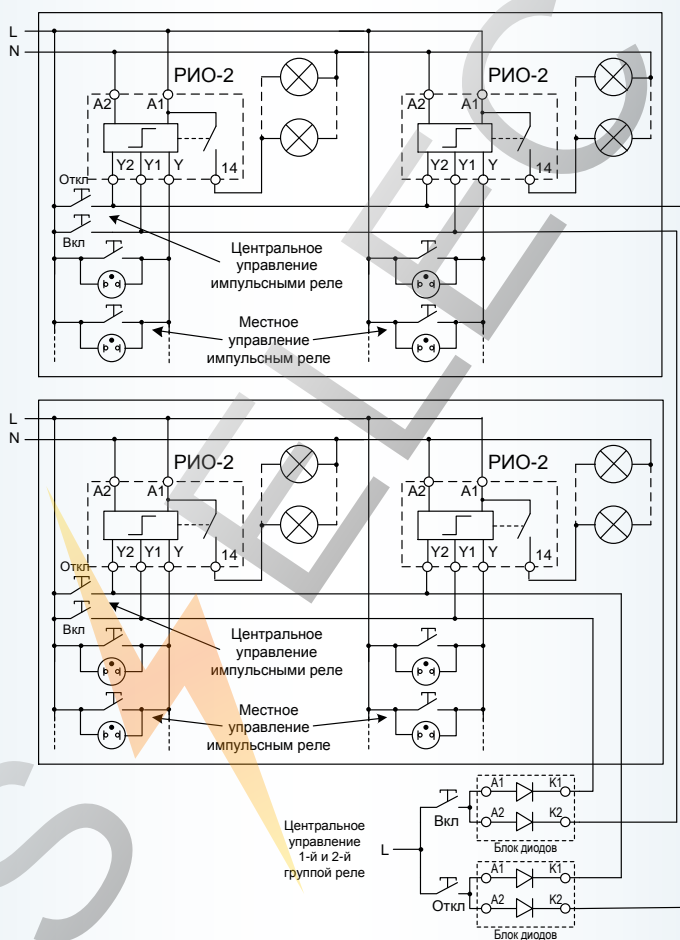 L
N
РИО-2
РИО-2
A2
A1
A2
A1
Y2
Y1
Y
14
Y2
Y1
Y
14
Откл
Вкл
Центральное
управление
импульсными реле
Местное
управление
импульсным реле
L
N
РИО-2
РИО-2
A2
A1
A2
A1
Y2
Y1
Y
14
Y2
Y1
Y
14
Откл
Вкл
Центральное
управление
импульсными реле
Местное
управление
импульсным реле
Центральное
управление
1-й и 2-й
группой реле
L
Вкл
A1
K1
A2
K2
Блок диодов
Откл
A1
K1
A2
K2
Блок диодов
S
ELEC